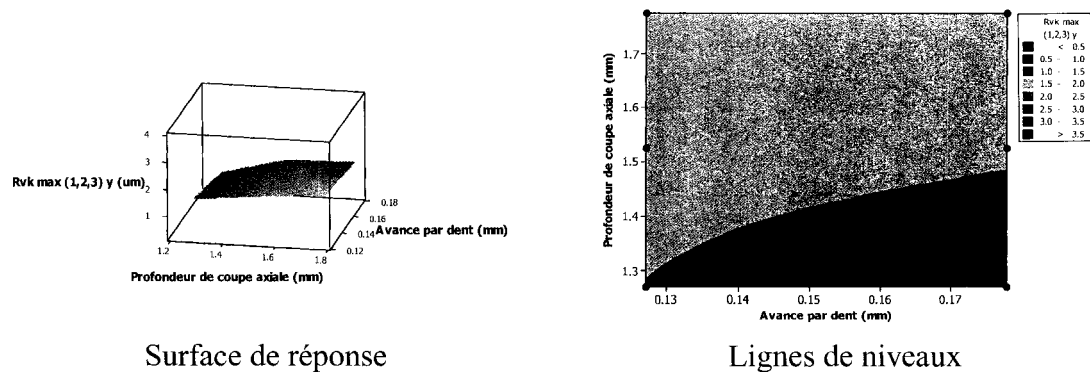 4
3
Rvk max (1,2,3) y (um)
2
1
0.18
0.16
0.14
Avance par dent (mm)
0.12
1.2
1.4
1.6
1.8
Profondeur de coupe axiale (mm)
Surface de réponse
Profondeur de coupe axiale (mm)
1.7
1.6
1.5
1.4
1.3
0.13
0.14
0.15
0.16
0.17
Avance par dent (mm)
Rvk max
(1,2,3) y
< 0.5
0.5 - 1.0
1.0 - 1.5
1.5 - 2.0
2.0 - 2.5
2.5 - 3.0
3.0 - 3.5
> 3.5
Lignes de niveaux